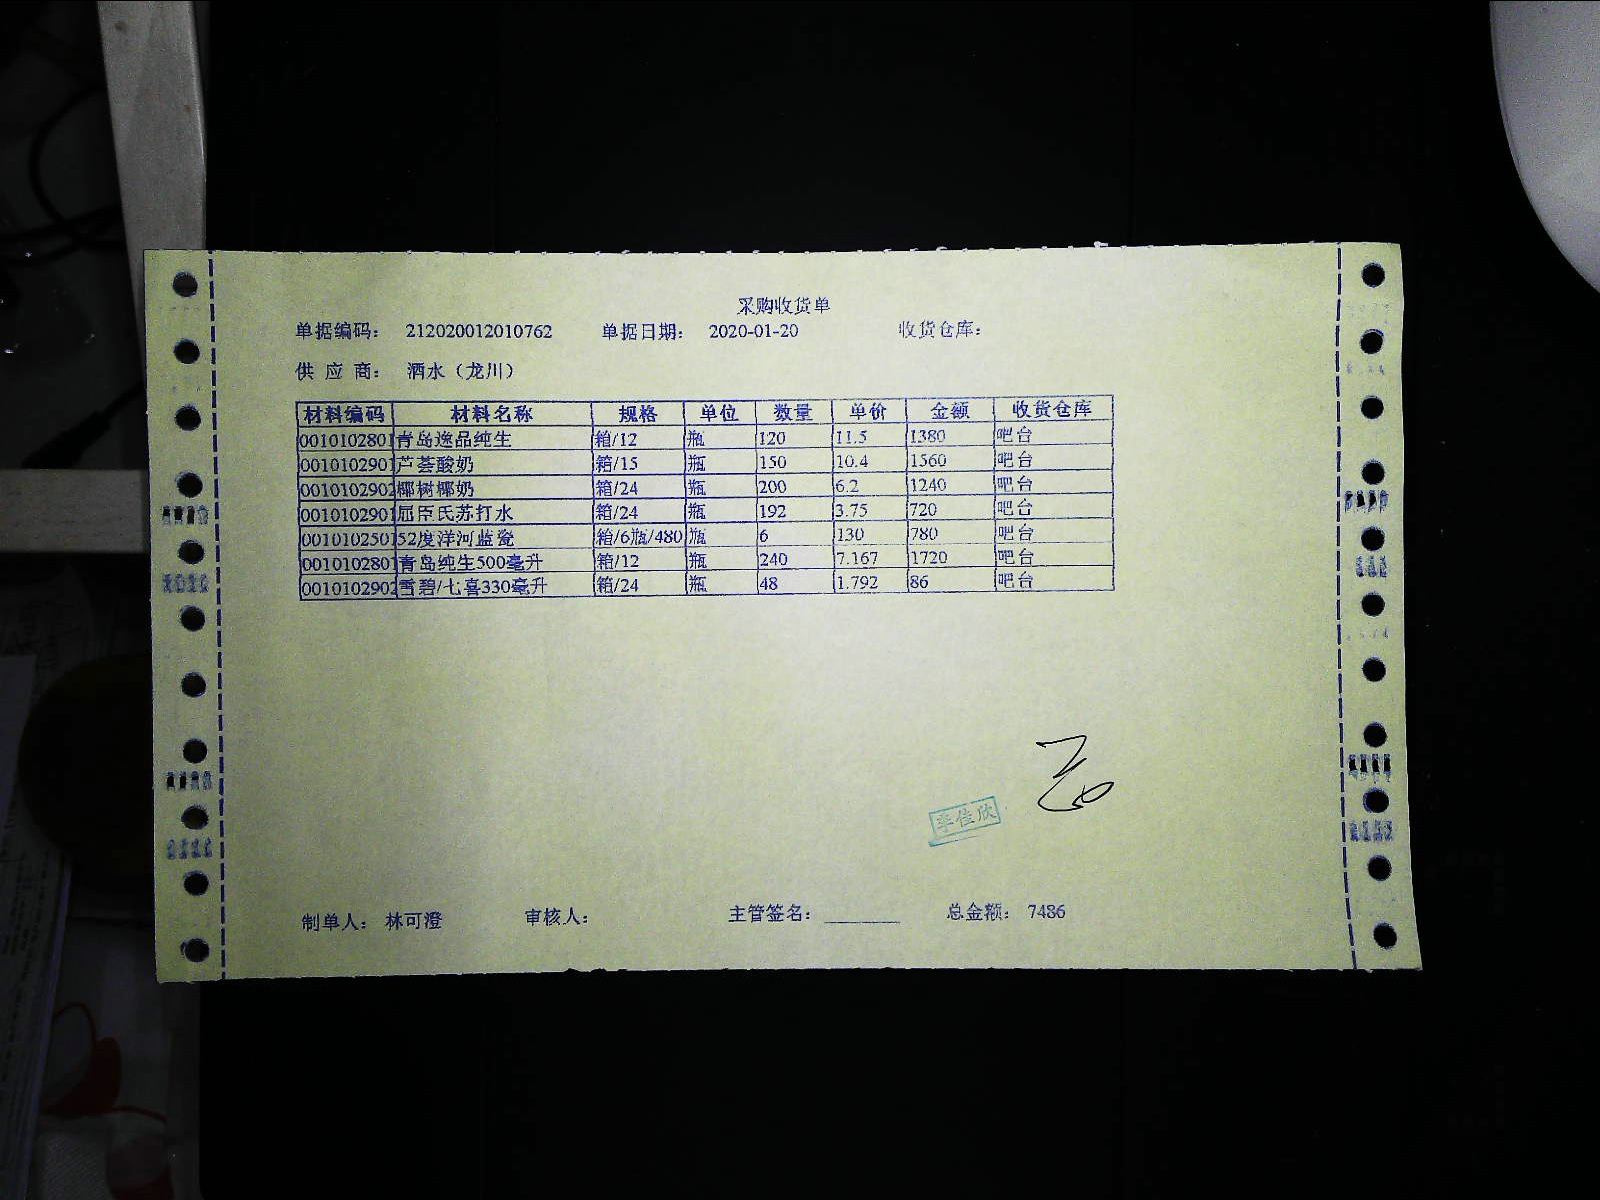 采购收货单
单据编码： 212020012010762 单据日期： 2020-01-20 收货仓库：
供 应 商： 酒水（龙川）
材料编码 材料名称 规格 单位 数量 单价 金额 收货仓库
0010102801 青岛逸品纯生 箱/12 瓶 120 11.5 1380 吧台
0010102901 芦荟酸奶 箱/15 瓶 150 10.4 1560 吧台
0010102902 椰树椰奶 箱/24 瓶 200 6.2 1240 吧台
0010102901 屈臣氏苏打水 箱/24 瓶 192 3.75 720 吧台
0010102501 52度洋河蓝瓷 箱/6瓶/480 瓶 6 130 780 吧台
0010102801 青岛纯生500毫升 箱/12 瓶 240 7.167 1720 吧台
0010102902 雪碧/七喜330毫升 箱/24 瓶 48 1.792 86 吧台
李佳欣
制单人： 林可澄 审核人： 主管签名： 总金额： 7486